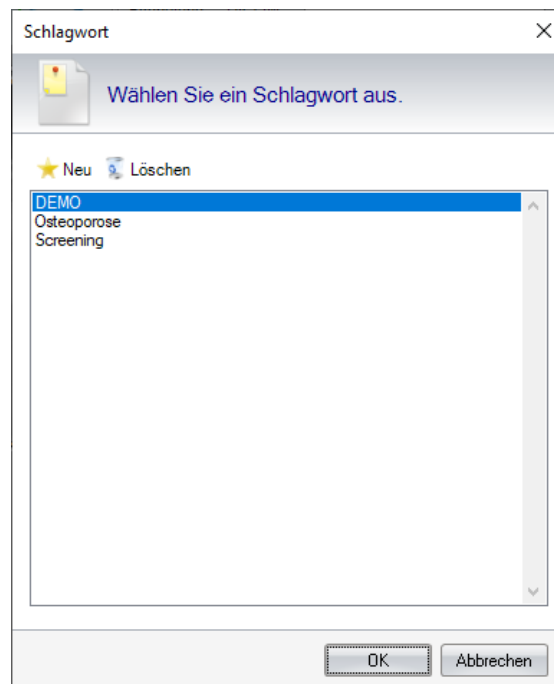 Schlagwort
Wählen Sie ein Schlagwort aus.
Neu Löschen
DEMO
Osteoporose
Screening
OK Abbrechen